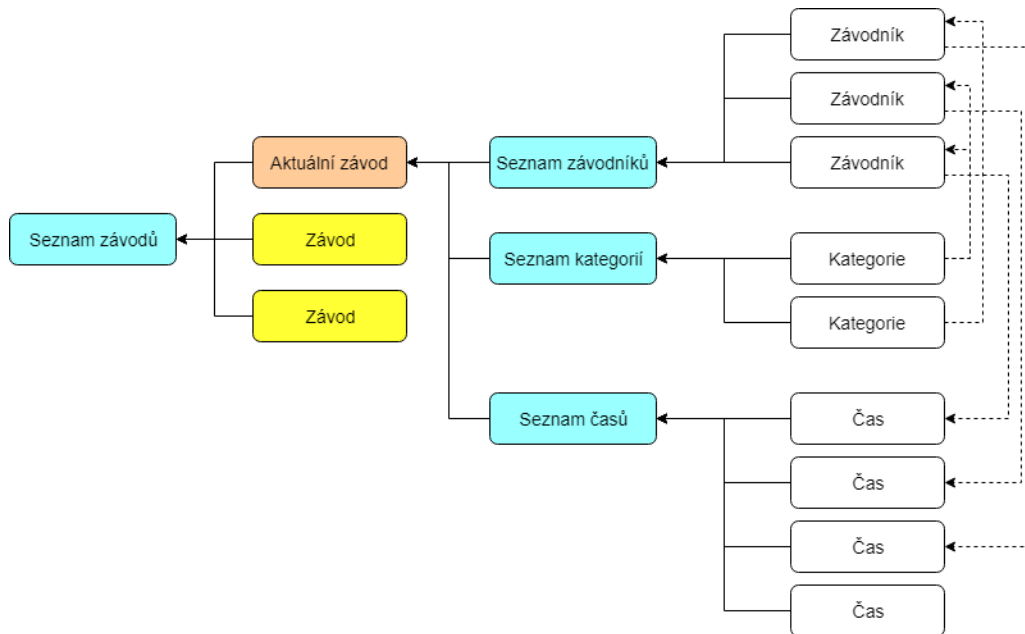 Závodník
Závodník
Aktuální závod
Seznam závodníků
Závodník
Seznam závodů
Závod
Seznam kategorií
Kategorie
Závod
Kategorie
Seznam časů
Čas
Čas
Čas
Čas